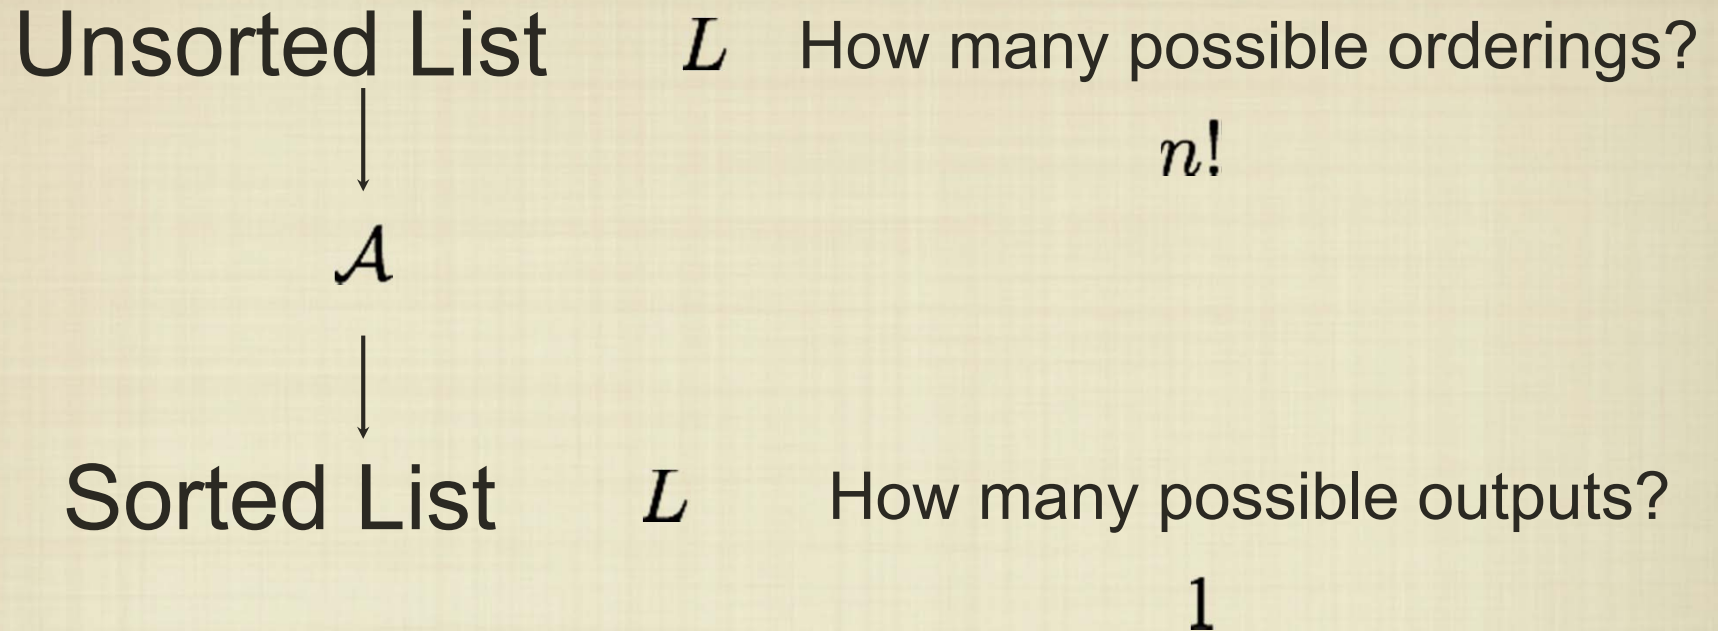 Unsorted List L How many possible orderings?
n!
𝒜
Sorted List L How many possible outputs?
1